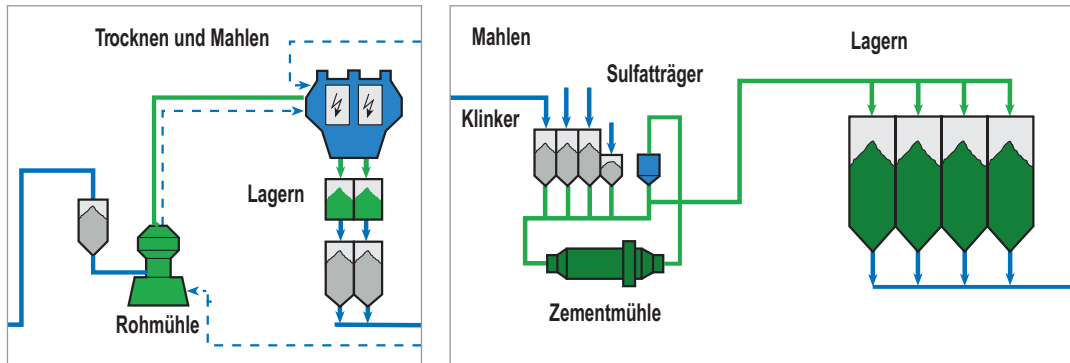 Trocknen und Mahlen
Lagern
Rohmühle
Mahlen
Klinker
Sulfatträger
Zementmühle
Lagern